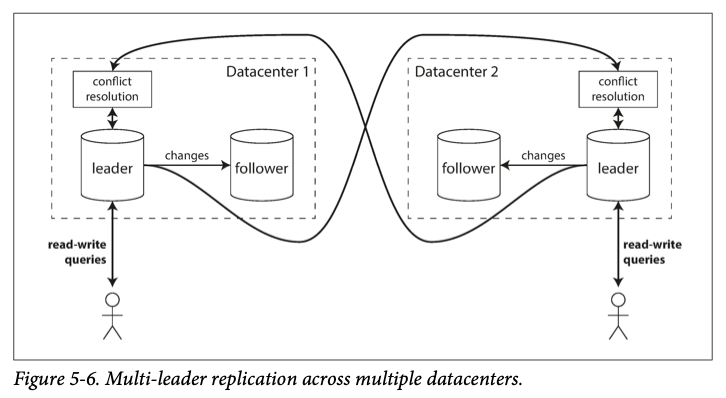 Datacenter 1
conflict
resolution
leader
changes
follower
read-write
queries
Datacenter 2
conflict
resolution
follower
changes
leader
read-write
queries
Figure 5-6. Multi-leader replication across multiple datacenters.